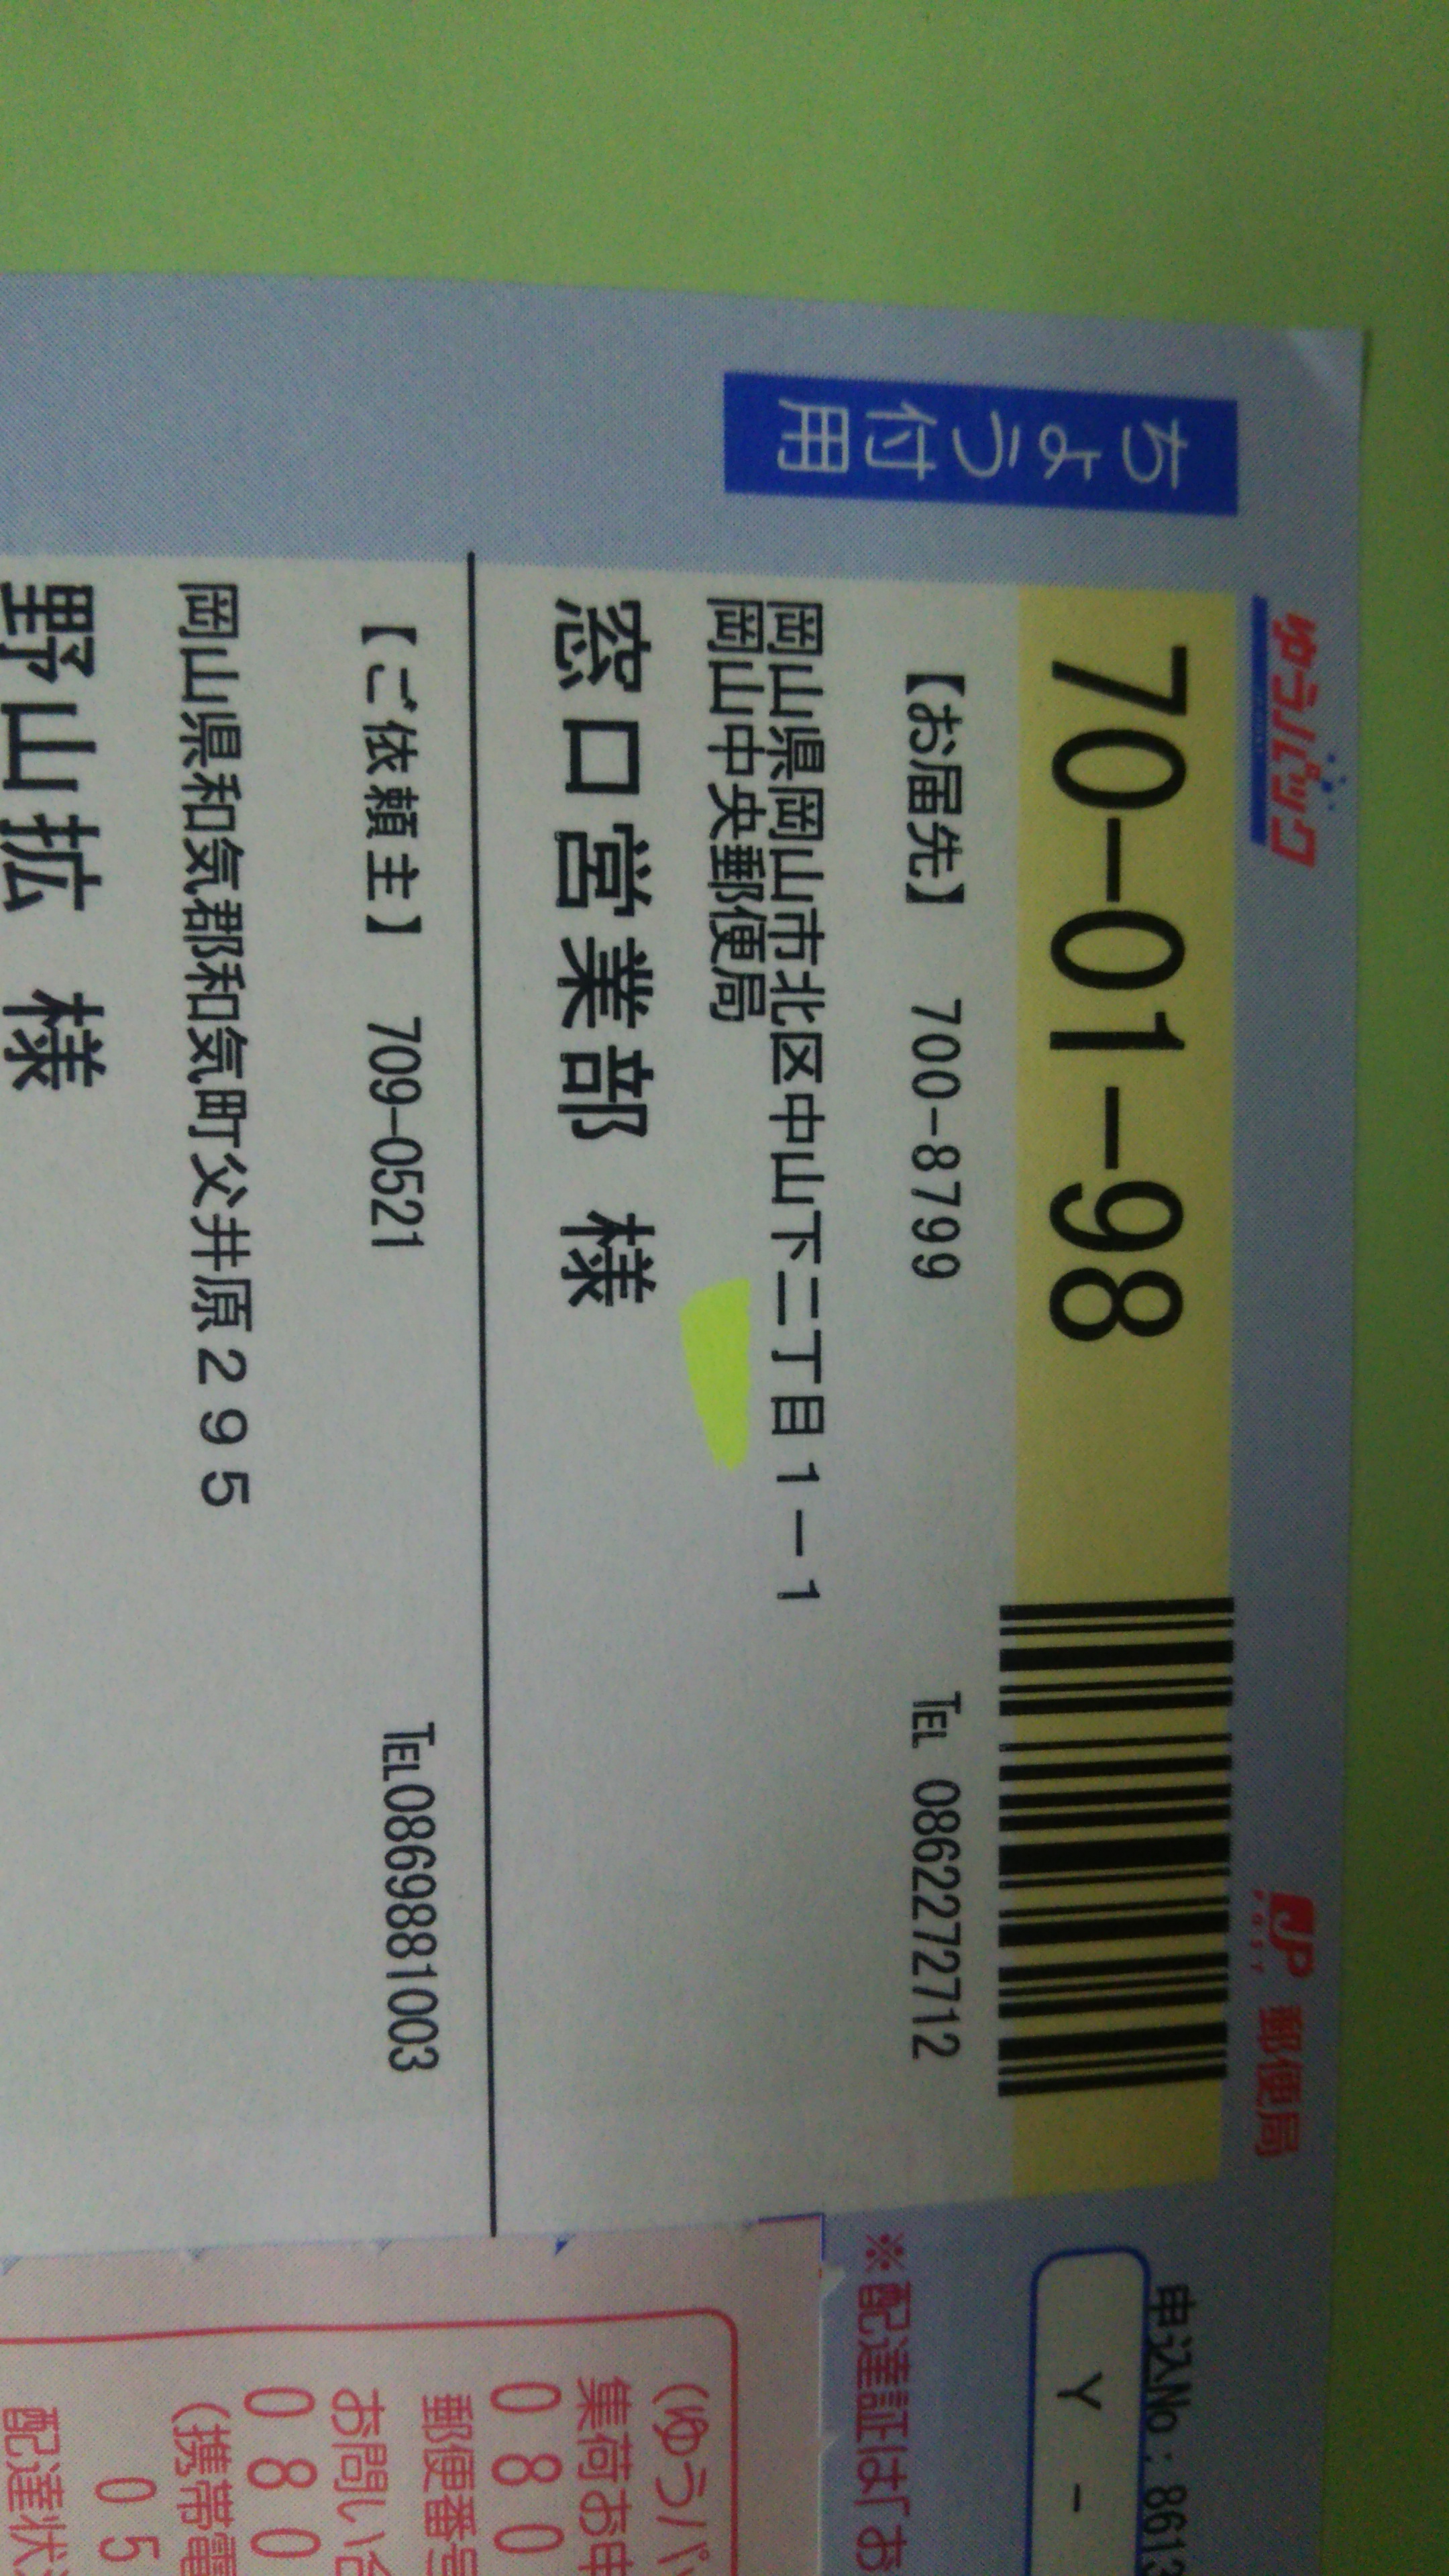 ゆうパック
JP
POST
郵便局
ちょう付用
70-01-98
【お届先】 700-8799 TEL 0862272712
岡山県岡山市北区中山下二丁目1-1
岡山中央郵便局
窓口営業部 様
【ご依頼主】 709-0521 TEL0869881003
岡山県和気郡和気町父井原295
野山拡 様
申込No:8613
Y -
※配達証は「お
(ゆうパッ
集荷お申
080
郵便番号
お問い合
080
(携帯電
05
配達状